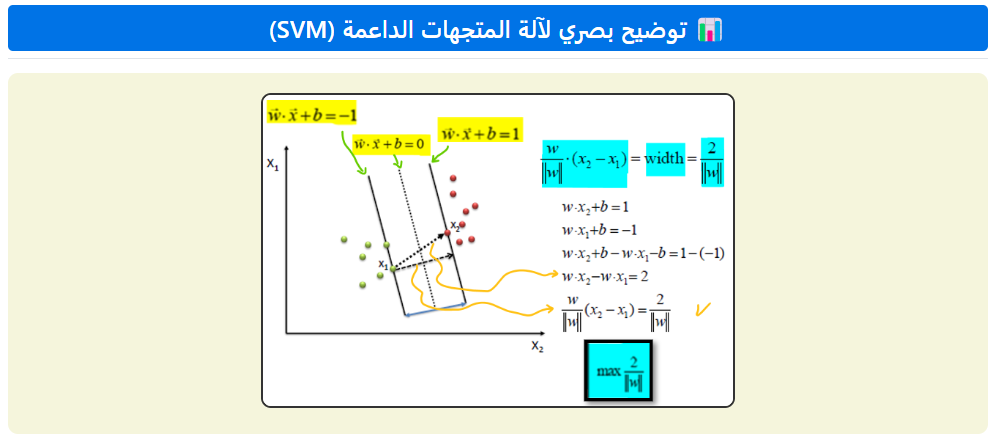 📊 توضيح بصري لآلة المتجهات الداعمة (SVM)
w⃗·x⃗+b=−1
w⃗·x⃗+b=0
w⃗·x⃗+b=1
X₁
x₂
x₁
X₂
w/‖w‖·(x₂−x₁)=width=2/‖w‖
w·x₂+b=1
w·x₁+b=−1
w·x₂+b−w·x₁−b=1−(−1)
w·x₂−w·x₁=2
w/‖w‖(x₂−x₁)=2/‖w‖ ✓
max 2/‖w‖